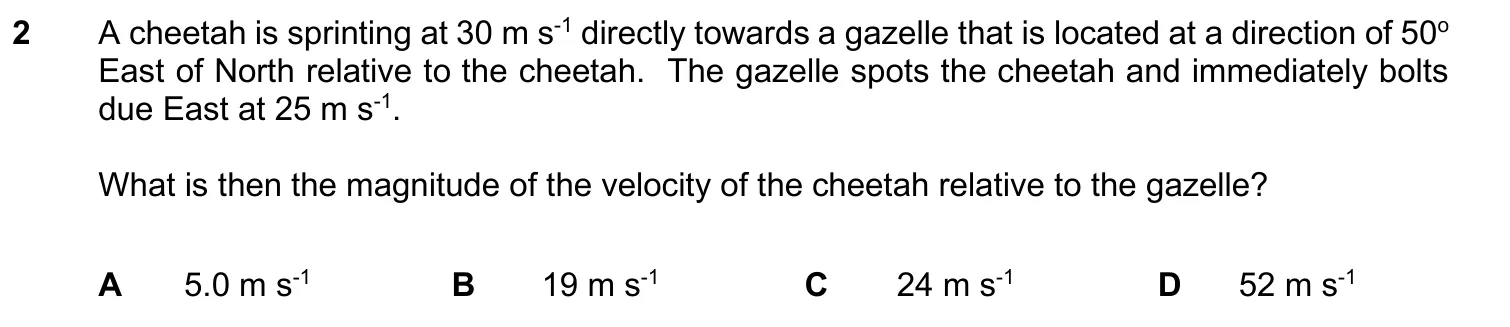 2 A cheetah is sprinting at 30 m s⁻¹ directly towards a gazelle that is located at a direction of 50º
East of North relative to the cheetah. The gazelle spots the cheetah and immediately bolts
due East at 25 m s⁻¹.
What is then the magnitude of the velocity of the cheetah relative to the gazelle?
A 5.0 m s⁻¹ B 19 m s⁻¹ C 24 m s⁻¹ D 52 m s⁻¹